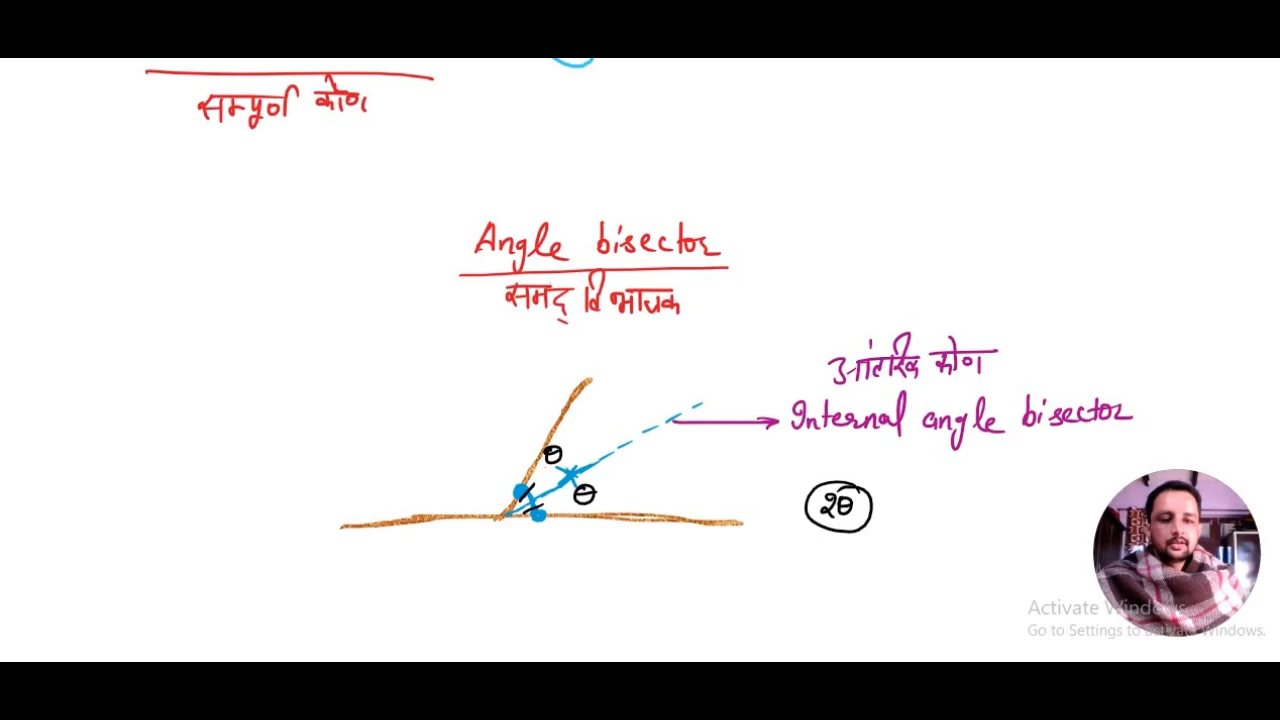 सम्पूर्ण कोण
Angle bisector
समद्विभाजक
आंतरिक कोण
Internal angle bisector
θ
θ
2θ
Activate Windows
Go to Settings to activate Windows.